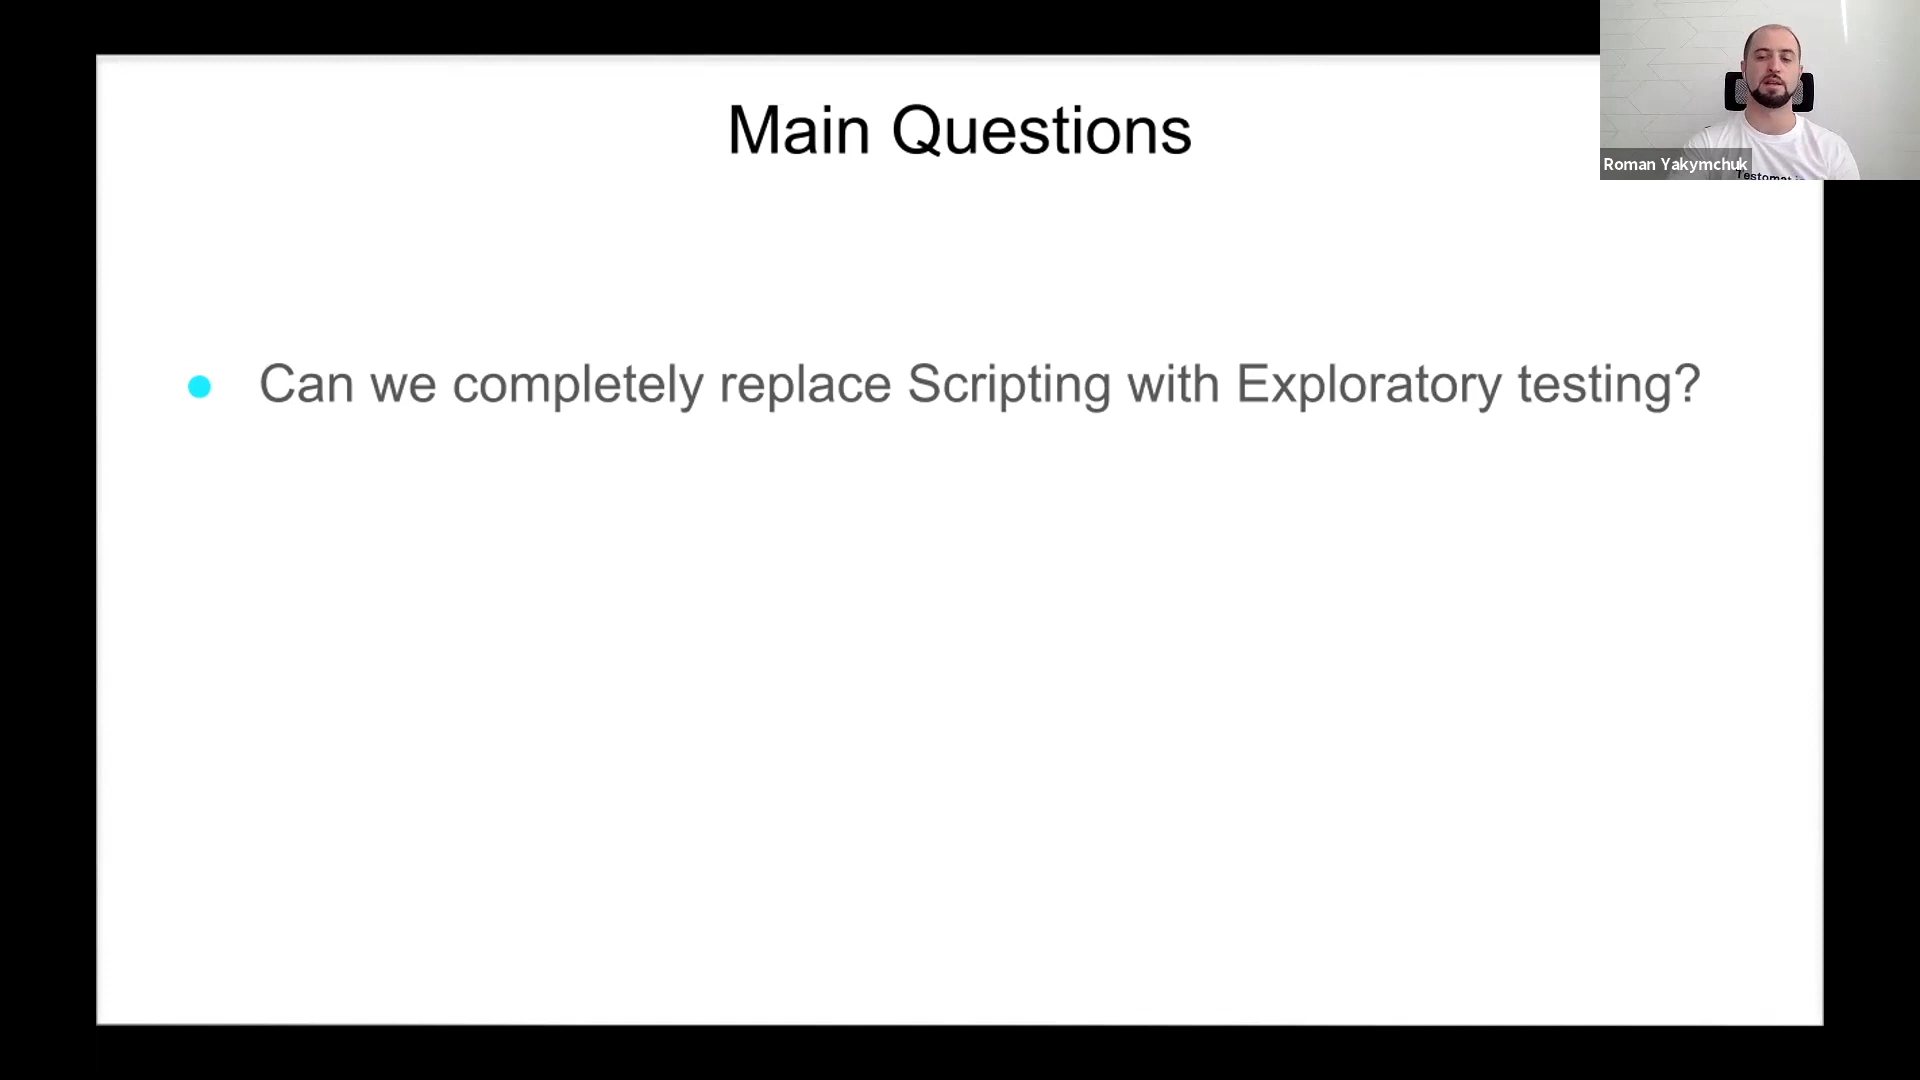 Main Questions
Roman Yakymchuk
Can we completely replace Scripting with Exploratory testing?